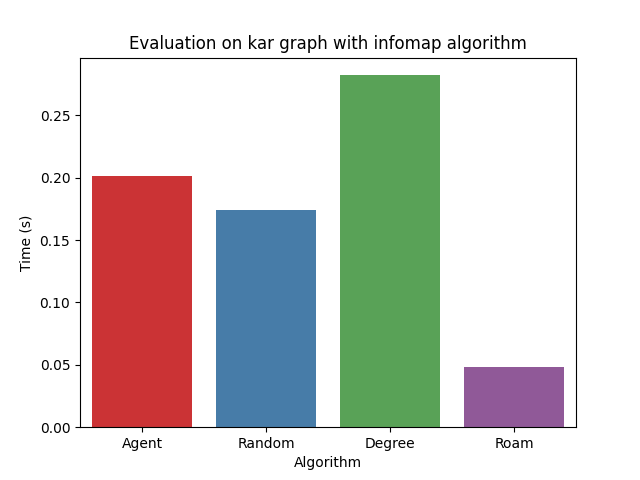 Evaluation on kar graph with infomap algorithm
Time (s)
0.25
0.20
0.15
0.10
0.05
0.00
Agent Random Degree Roam
Algorithm